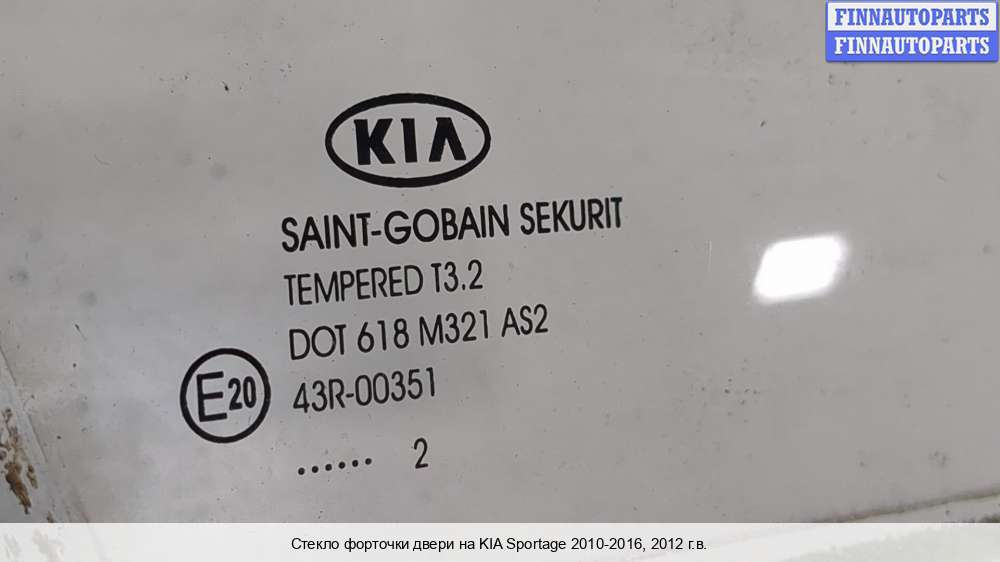 FINNAUTOPARTS
FINNAUTOPARTS
KIA
SAINT-GOBAIN SEKURIT
TEMPERED T3.2
DOT 618 M321 AS2
E20 43R-00351
...... 2
Стекло форточки двери на KIA Sportage 2010-2016, 2012 г.в.